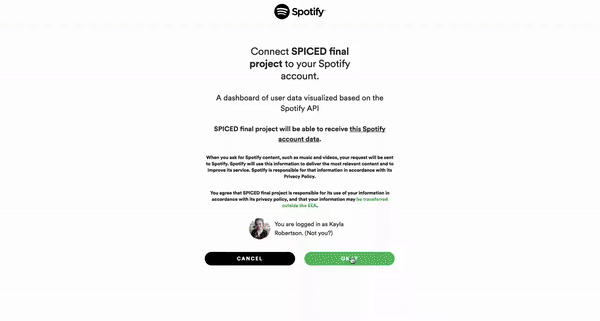 Spotify
Connect SPICED final
project to your Spotify
account.
A dashboard of user data visualized based on the
Spotify API
SPICED final project will be able to receive this Spotify
account data.
When you ask for Spotify content, such as music and videos, your request will be sent
to Spotify. Spotify will use this information to deliver the most relevant content and to
improve its service. Spotify is responsible for that information in accordance with its
Privacy Policy.
You agree that SPICED final project is responsible for its use of your information in
accordance with its privacy policy, and that your information may be transferred
outside the EEA.
You are logged in as Kayla
Robertson. (Not you?)
CANCEL
OKAY